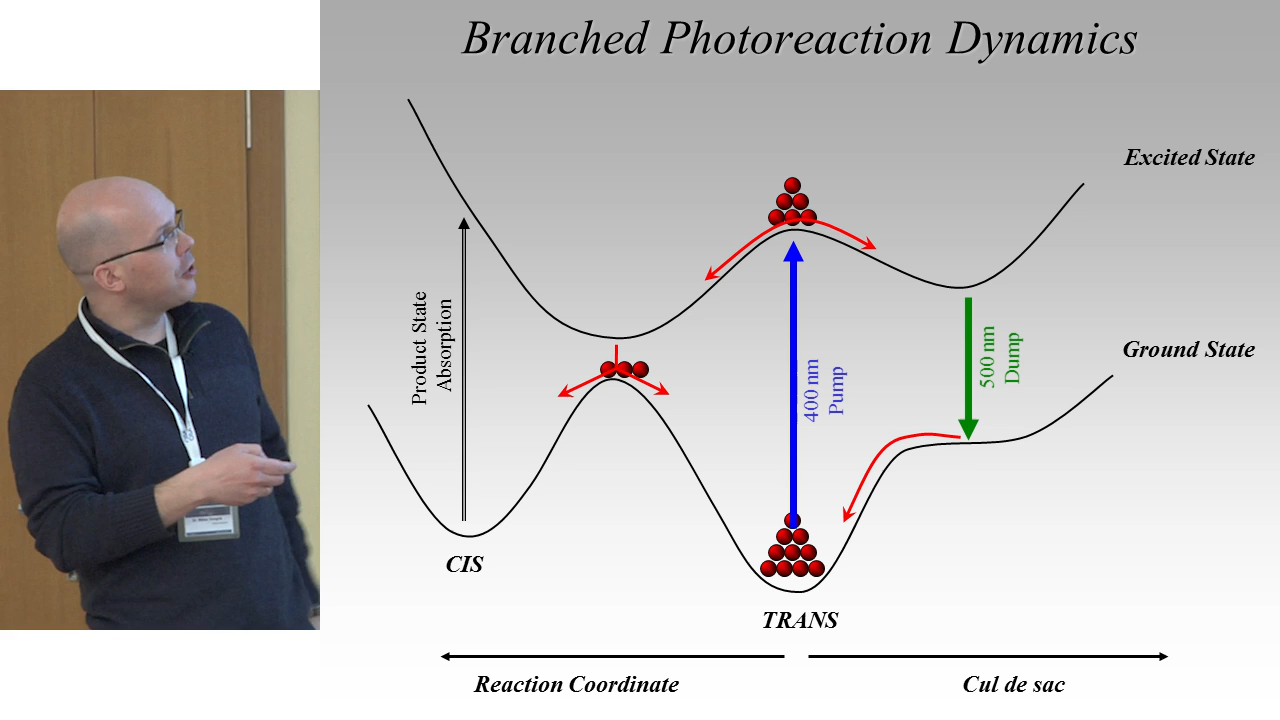 Branched Photoreaction Dynamics
Excited State
Product State
Absorption
400 nm
Pump
500 nm
Dump
Ground State
CIS
TRANS
Reaction Coordinate
Cul de sac